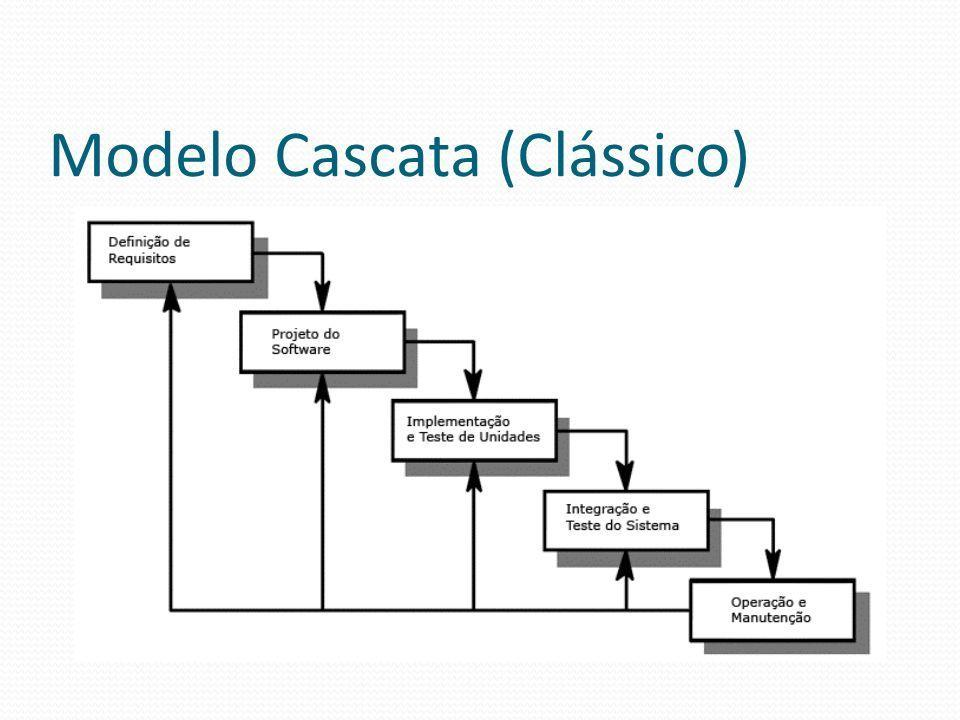 Modelo Cascata (Clássico)
Definição de
Requisitos
Projeto do
Software
Implementação
e Teste de Unidades
Integração e
Teste do Sistema
Operação e
Manutenção